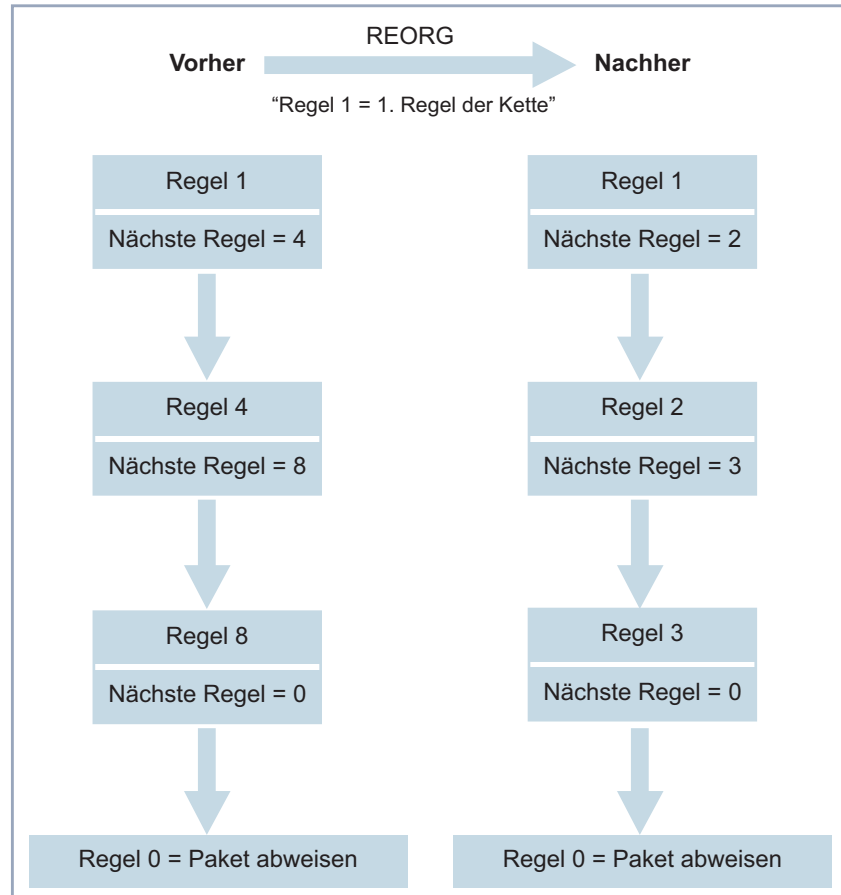 REORG
Vorher
Nachher
“Regel 1 = 1. Regel der Kette”
Regel 1
Nächste Regel = 4
Regel 4
Nächste Regel = 8
Regel 8
Nächste Regel = 0
Regel 0 = Paket abweisen
Regel 1
Nächste Regel = 2
Regel 2
Nächste Regel = 3
Regel 3
Nächste Regel = 0
Regel 0 = Paket abweisen